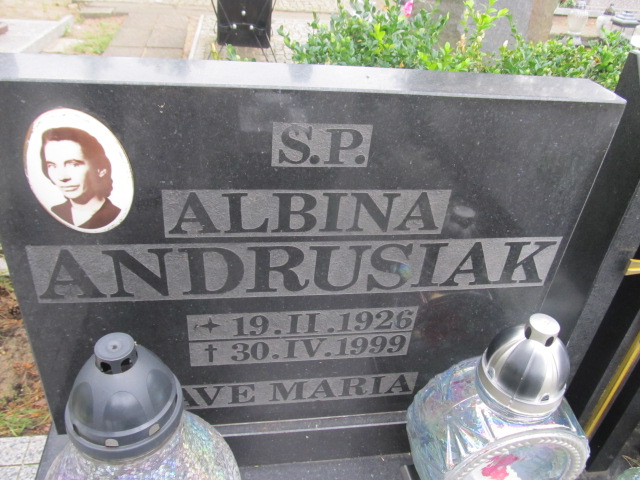 S.P.
ALBINA
ANDRUSIAK
19.II.1926
† 30.IV.1999
AVE MARIA